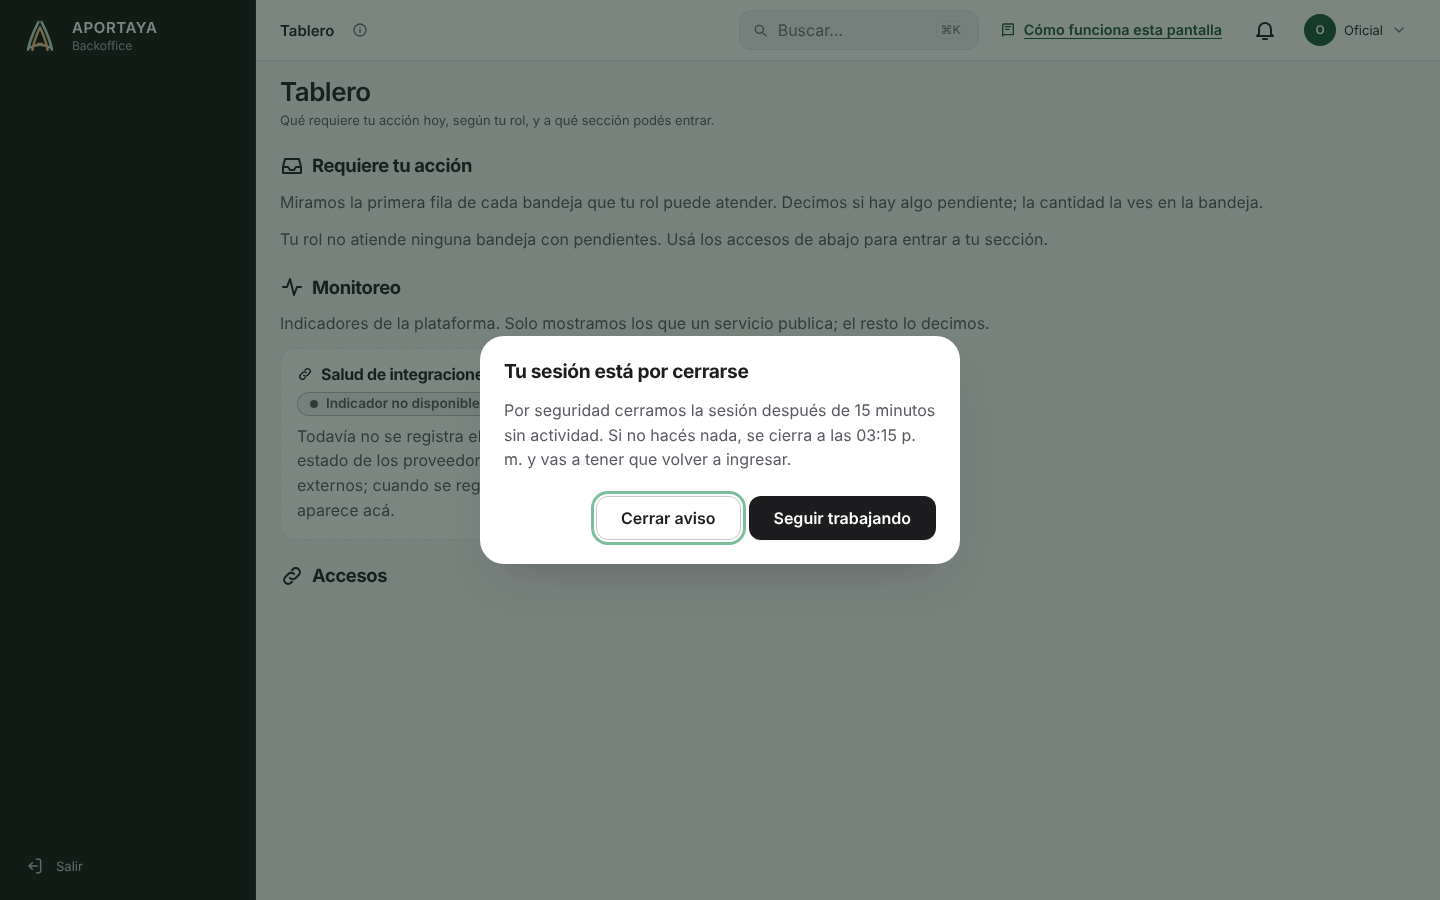 APORTAYA
Backoffice
Tablero
Buscar...
⌘K
Cómo funciona esta pantalla
O
Oficial
Tablero
Qué requiere tu acción hoy, según tu rol, y a qué sección podés entrar.
Requiere tu acción
Miramos la primera fila de cada bandeja que tu rol puede atender. Decimos si hay algo pendiente; la cantidad la ves en la bandeja.
Tu rol no atiende ninguna bandeja con pendientes. Usá los accesos de abajo para entrar a tu sección.
Monitoreo
Indicadores de la plataforma. Solo mostramos los que un servicio publica; el resto lo decimos.
Salud de integracione
Indicador no disponible
Todavía no se registra el
estado de los proveedor
externos; cuando se reg
aparece acá.
Tu sesión está por cerrarse
Por seguridad cerramos la sesión después de 15 minutos
sin actividad. Si no hacés nada, se cierra a las 03:15 p.
m. y vas a tener que volver a ingresar.
Cerrar aviso
Seguir trabajando
Accesos
Salir